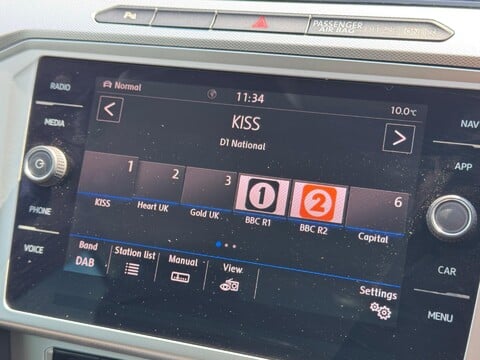 PASSENGER
AIR BAG
RADIO
Normal
11:34
10.0°C
MEDIA
NAV
KISS
D1 National
APP
1
2
3
1
2
6
KISS
Heart UK
Gold UK
BBC R1
BBC R2
Capital
PHONE
VOICE
Band
DAB
Station list
Manual
View
Settings
CAR
MENU